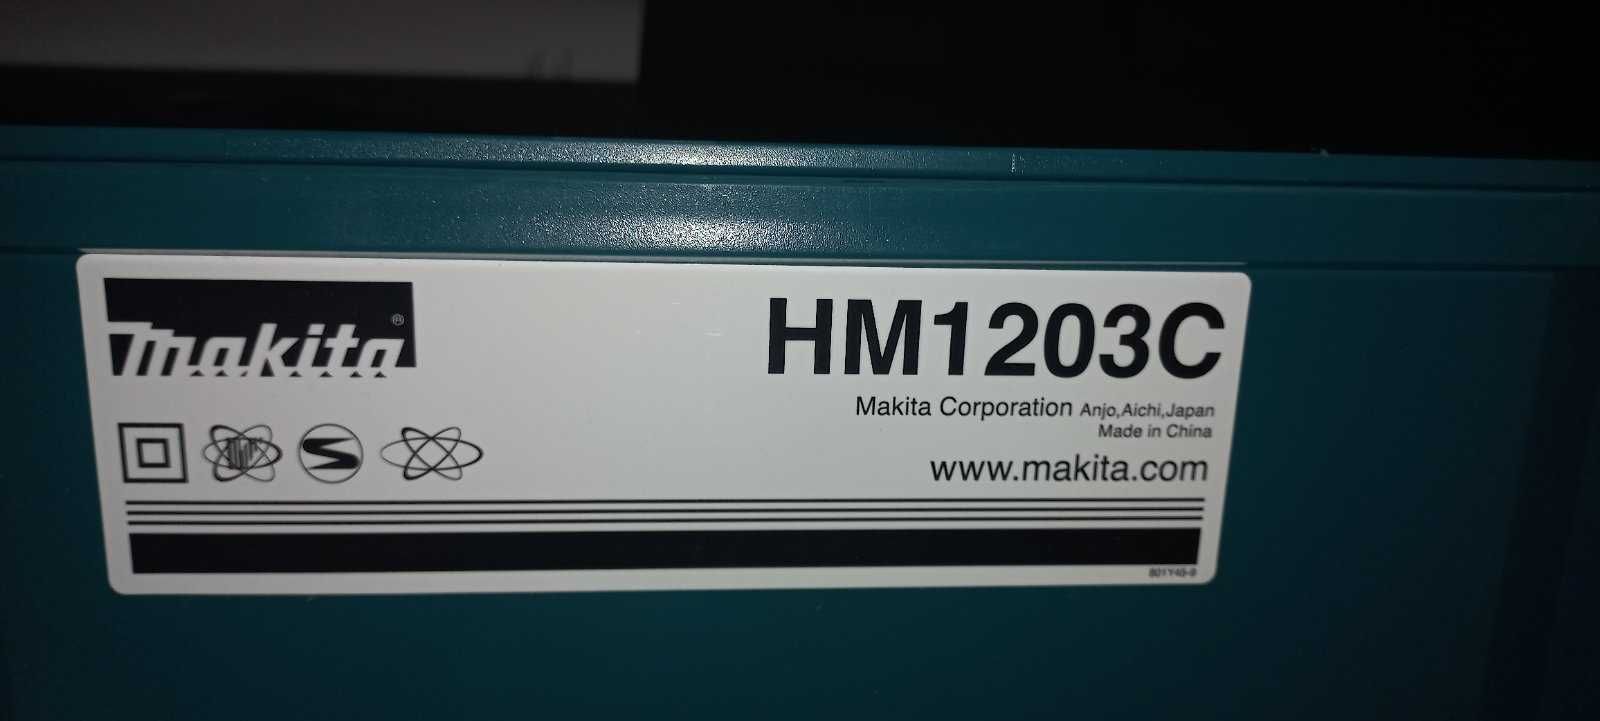 makita®
HM1203C
Makita Corporation Anjo,Aichi,Japan
Made in China
www.makita.com